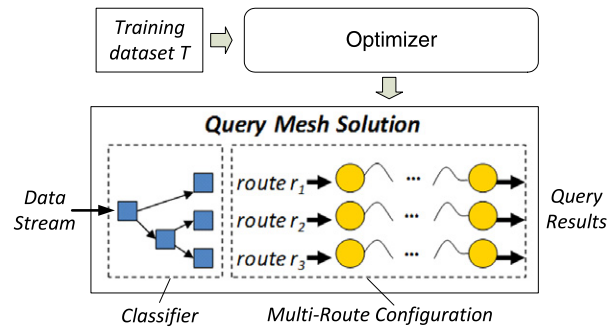 Training
dataset T
Optimizer
Query Mesh Solution
Data
Stream
route r1
...
route r2
...
route r3
...
Query
Results
Classifier
Multi-Route Configuration